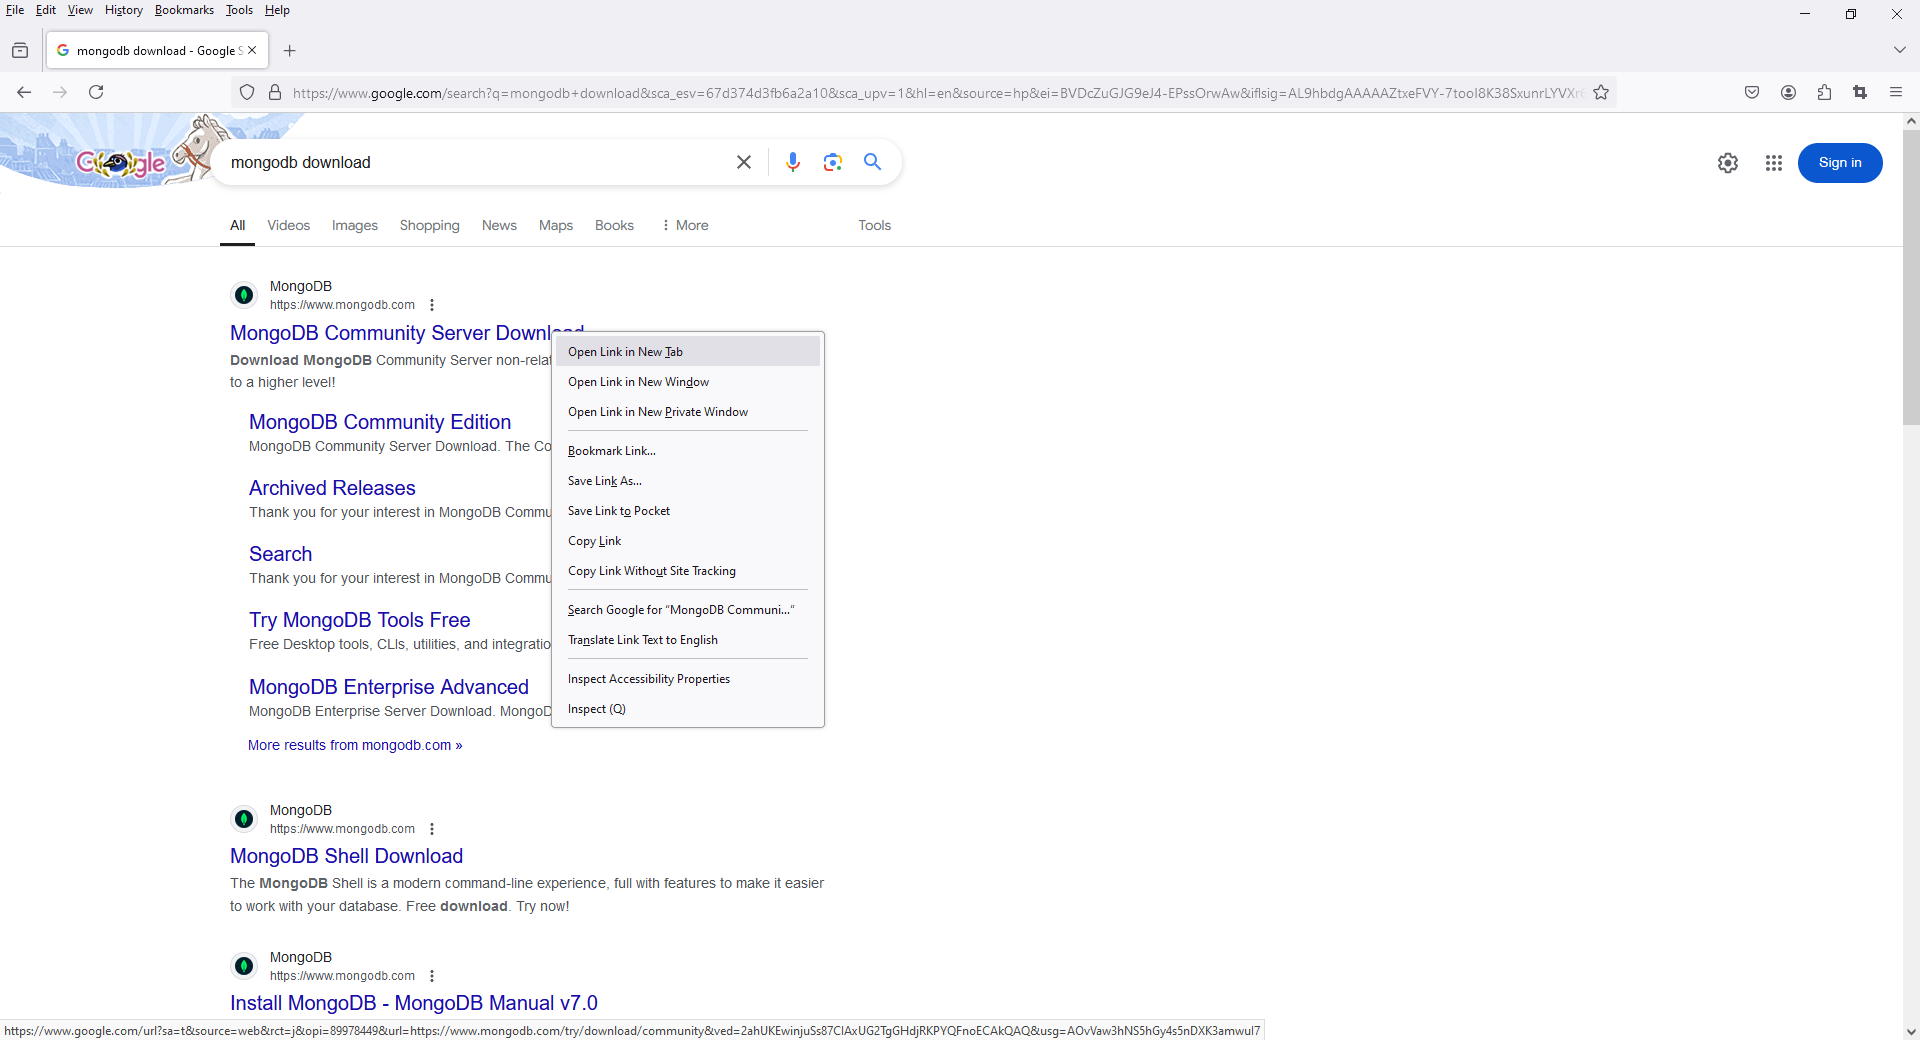 File Edit View History Bookmarks Tools Help
mongodb download - Google S
https://www.google.com/search?q=mongodb+download&sca_esv=67d374d3fb6a2a10&sca_upv=1&hl=en&source=hp&ei=BVDcZuGJG9eJ4-EPssOrwAw&iflsig=AL9hbdgAAAAAZtxeFVY-7tooI8K38SxunrLYVXr
Google mongodb download Sign in
All Videos Images Shopping News Maps Books More Tools
MongoDB
https://www.mongodb.com
MongoDB Community Server Download
Download MongoDB Community Server non-relat
to a higher level!
MongoDB Community Edition
MongoDB Community Server Download. The Co
Archived Releases
Thank you for your interest in MongoDB Commu
Search
Thank you for your interest in MongoDB Commu
Try MongoDB Tools Free
Free Desktop tools, CLIs, utilities, and integratio
MongoDB Enterprise Advanced
MongoDB Enterprise Server Download. MongoD
More results from mongodb.com »
Open Link in New Tab
Open Link in New Window
Open Link in New Private Window
Bookmark Link...
Save Link As...
Save Link to Pocket
Copy Link
Copy Link Without Site Tracking
Search Google for “MongoDB Communi...”
Translate Link Text to English
Inspect Accessibility Properties
Inspect (Q)
MongoDB
https://www.mongodb.com
MongoDB Shell Download
The MongoDB Shell is a modern command-line experience, full with features to make it easier
to work with your database. Free download. Try now!
MongoDB
https://www.mongodb.com
Install MongoDB - MongoDB Manual v7.0
https://www.google.com/url?sa=t&source=web&rct=j&opi=89978449&url=https://www.mongodb.com/try/download/community&ved=2ahUKEwinjuSs87CIAxUG2TgGHdjRKPYQFnoECAkQAQ&usg=AOvVaw3hNS5hGy4s5nDXK3amwul7